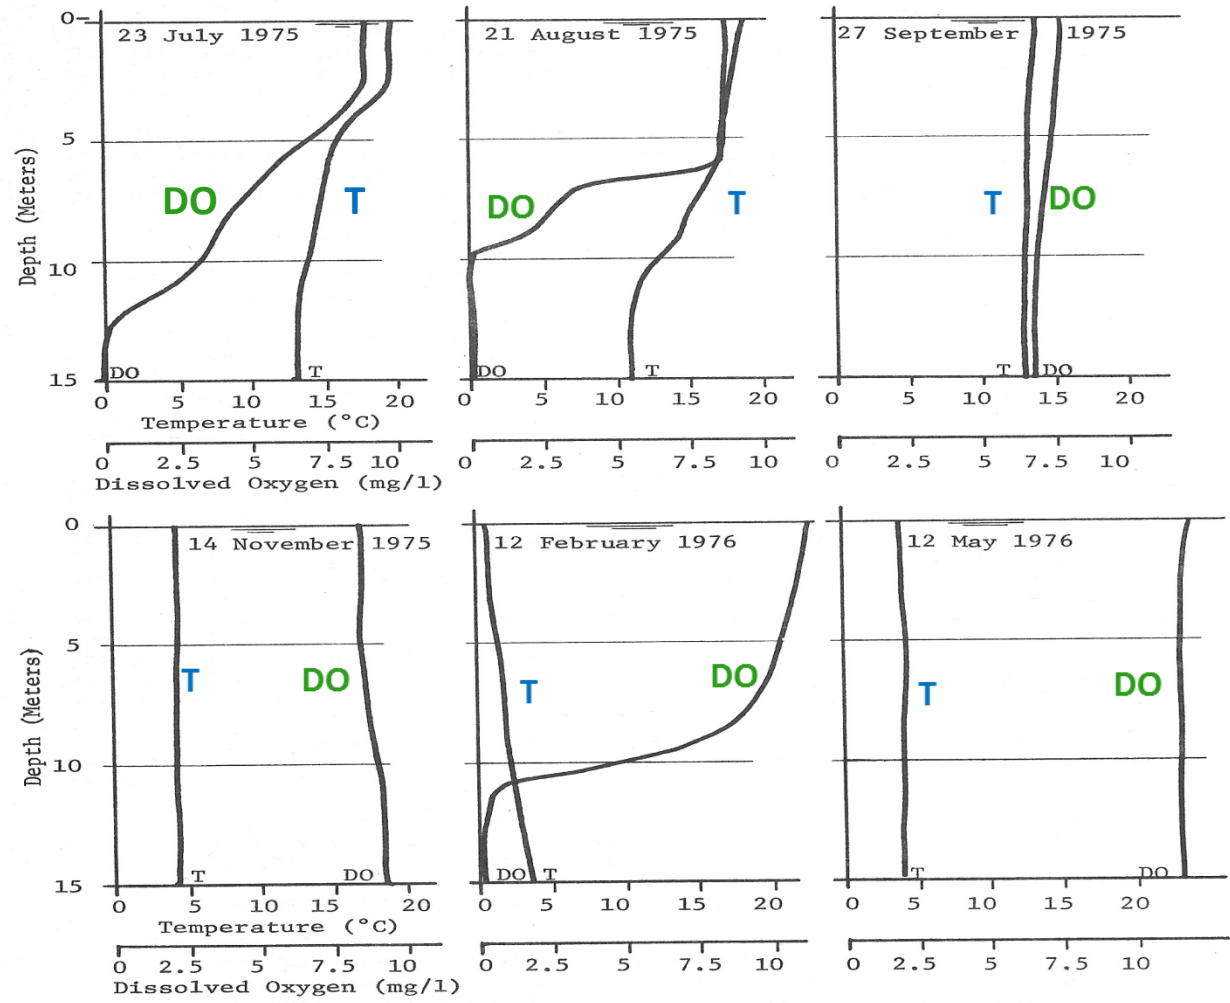 0
23 July 1975
21 August 1975
27 September 1975
5
DO
T
DO
T
T
DO
Depth (Meters)
10
15
DO
T
DO
T
T
DO
0 5 10 15 20
0 5 10 15 20
0 5 10 15 20
Temperature (°C)
0 2.5 5 7.5 10
0 2.5 5 7.5 10
0 2.5 5 7.5 10
Dissolved Oxygen (mg/l)
0
14 November 1975
12 February 1976
12 May 1976
5
T
DO
T
DO
T
DO
Depth (Meters)
10
15
T
DO
DO
T
T
DO
0 5 10 15 20
0 5 10 15 20
0 5 10 15 20
Temperature (°C)
0 2.5 5 7.5 10
0 2.5 5 7.5 10
0 2.5 5 7.5 10
Dissolved Oxygen (mg/l)